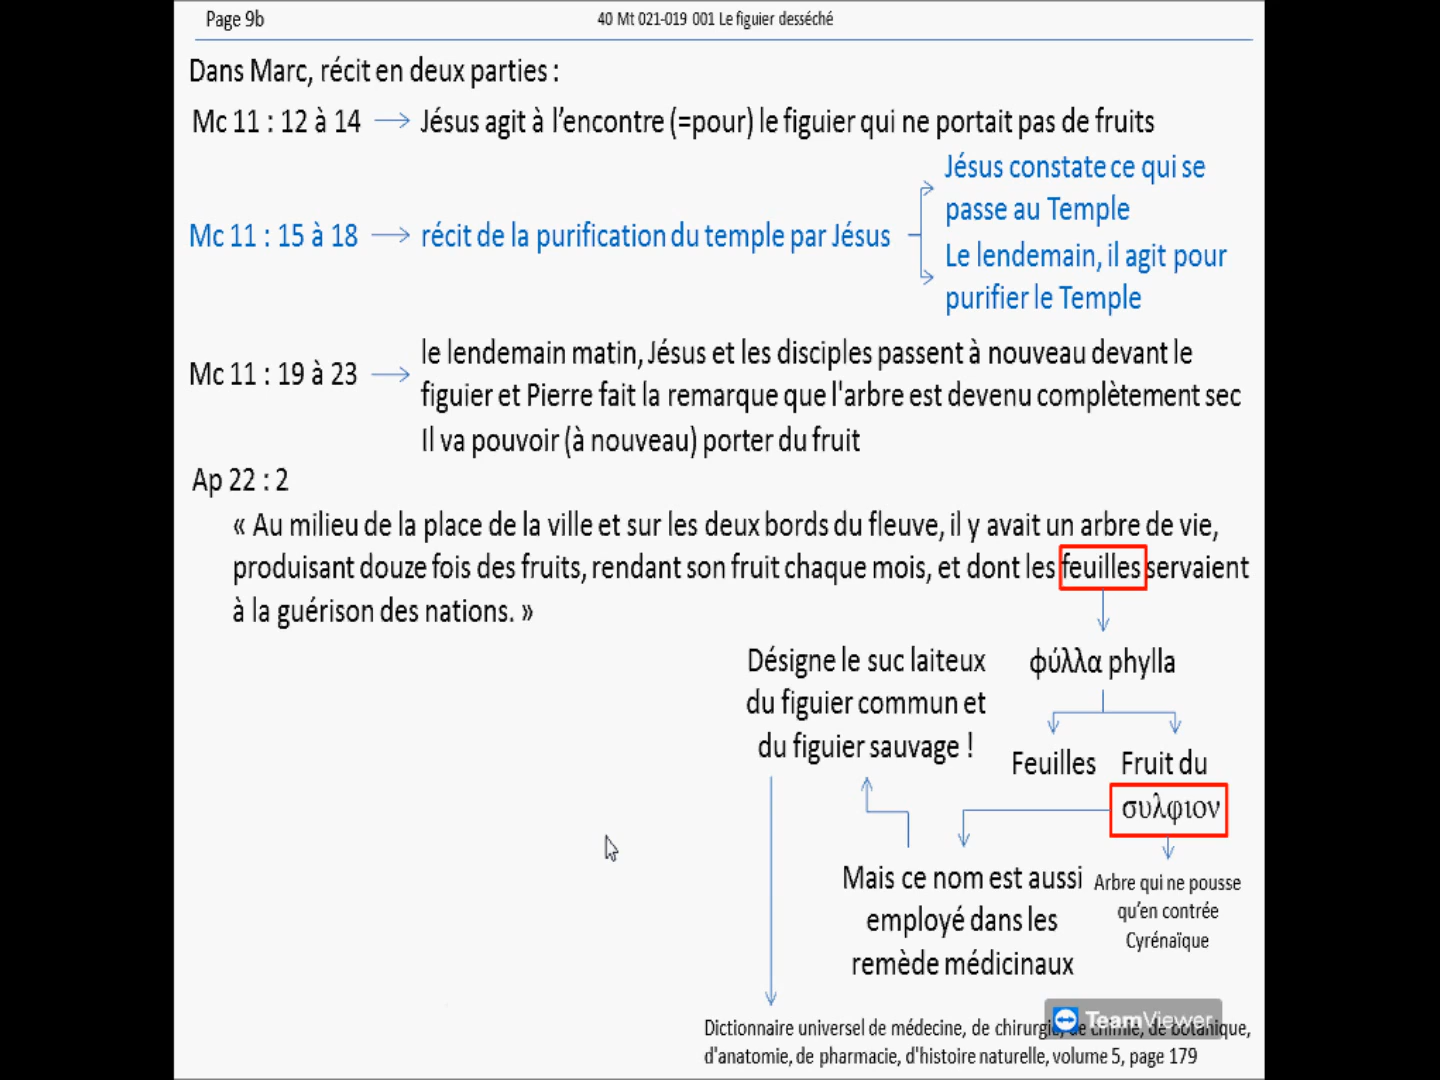 Page 9b
40 Mt 021-019 001 Le figuier desséché
Dans Marc, récit en deux parties :
Mc 11 : 12 à 14
Jésus agit à l’encontre (=pour) le figuier qui ne portait pas de fruits
Mc 11 : 15 à 18
récit de la purification du temple par Jésus
Jésus constate ce qui se
passe au Temple
Le lendemain, il agit pour
purifier le Temple
Mc 11 : 19 à 23
le lendemain matin, Jésus et les disciples passent à nouveau devant le
figuier et Pierre fait la remarque que l'arbre est devenu complètement sec
Il va pouvoir (à nouveau) porter du fruit
Ap 22 : 2
« Au milieu de la place de la ville et sur les deux bords du fleuve, il y avait un arbre de vie,
produisant douze fois des fruits, rendant son fruit chaque mois, et dont les feuilles servaient
à la guérison des nations. »
φύλλα phylla
Feuilles
Fruit du
συλφιον
Arbre qui ne pousse
qu’en contrée
Cyrénaïque
Mais ce nom est aussi
employé dans les
remède médicinaux
Désigne le suc laiteux
du figuier commun et
du figuier sauvage !
Dictionnaire universel de médecine, de chirurgie, de chimie, de botanique,
d'anatomie, de pharmacie, d'histoire naturelle, volume 5, page 179
TeamViewer